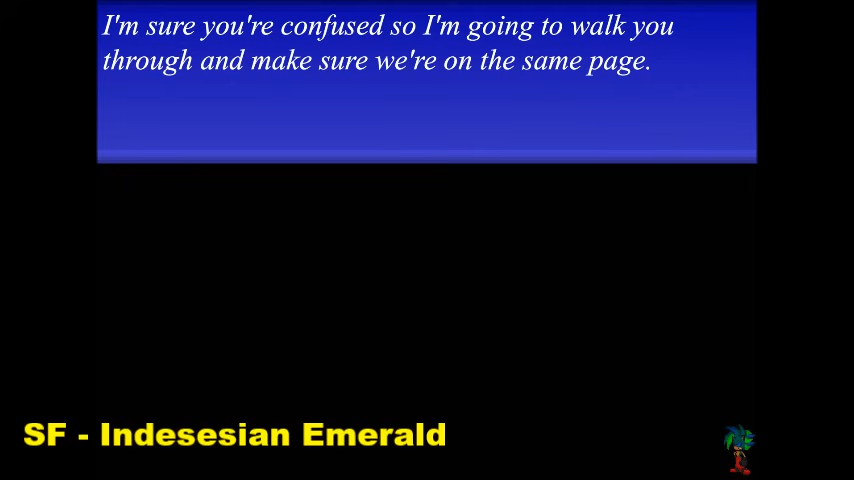 I'm sure you're confused so I'm going to walk you
through and make sure we're on the same page.
SF - Indesesian Emerald